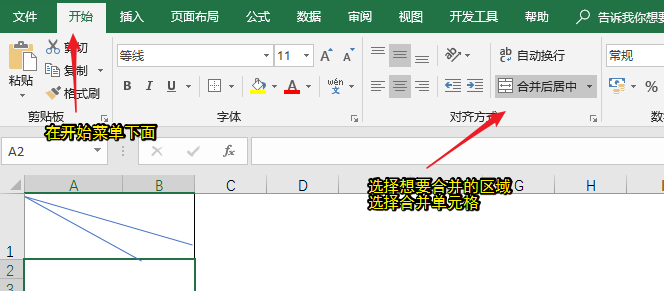 文件 开始 插入 页面布局 公式 数据 审阅 视图 开发工具 帮助 告诉我你想要
剪切
复制
格式刷
粘贴
剪贴板
等线 11 A A
B I U A wén 文
字体
ab c 自动换行
合并后居中
对齐方式
常规
%
在开始菜单下面
A2 fx
选择想要合并的区域
选择合并单元格
A B C D G H
1
2
3